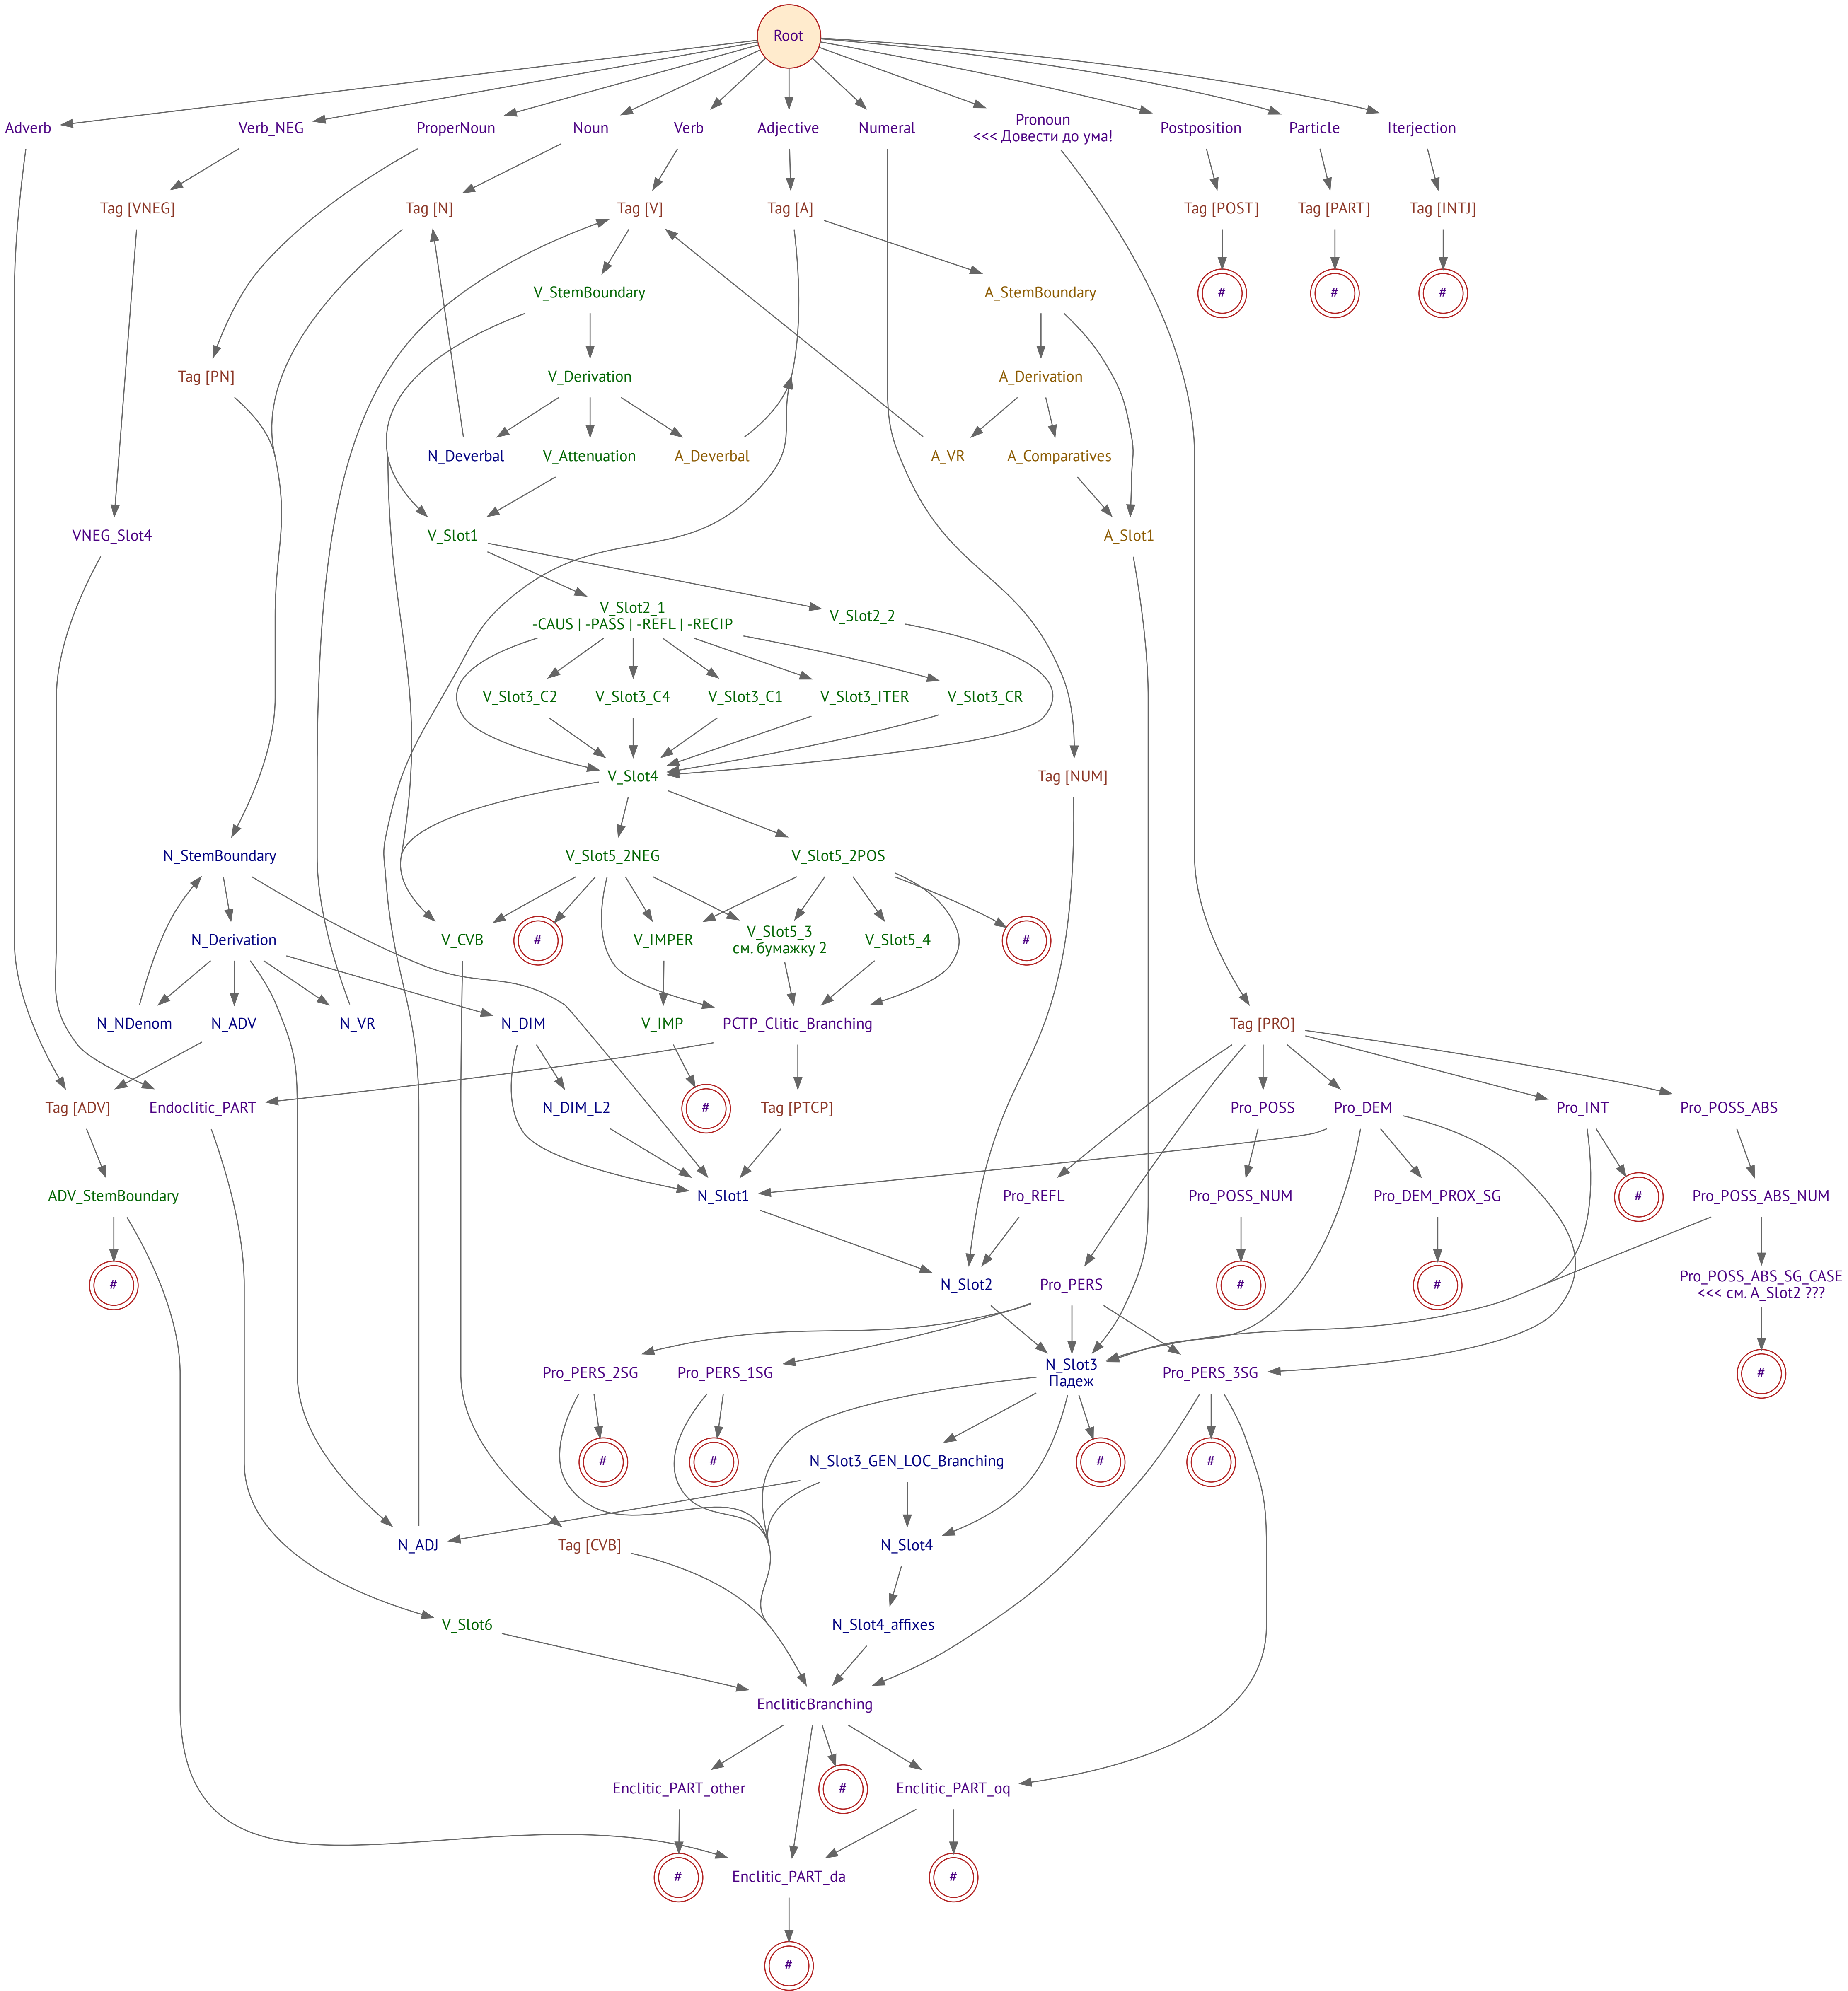 Root
Adverb
Verb_NEG
ProperNoun
Noun
Verb
Adjective
Numeral
Pronoun
<<< Довести до ума!
Postposition
Particle
Iterjection
Tag [VNEG]
Tag [N]
Tag [V]
Tag [A]
Tag [POST]
Tag [PART]
Tag [INTJ]
V_StemBoundary
A_StemBoundary
#
#
#
Tag [PN]
V_Derivation
A_Derivation
N_Deverbal
V_Attenuation
A_Deverbal
A_VR
A_Comparatives
VNEG_Slot4
V_Slot1
A_Slot1
V_Slot2_1
-CAUS | -PASS | -REFL | -RECIP
V_Slot2_2
V_Slot3_C2
V_Slot3_C4
V_Slot3_C1
V_Slot3_ITER
V_Slot3_CR
V_Slot4
Tag [NUM]
N_StemBoundary
V_Slot5_2NEG
V_Slot5_2POS
N_Derivation
V_CVB
#
V_IMPER
V_Slot5_3
см. бумажку 2
V_Slot5_4
#
N_NDenom
N_ADV
N_VR
N_DIM
V_IMP
PCTP_Clitic_Branching
Tag [PRO]
Tag [ADV]
Endoclitic_PART
N_DIM_L2
#
Tag [PTCP]
Pro_POSS
Pro_DEM
Pro_INT
Pro_POSS_ABS
ADV_StemBoundary
N_Slot1
Pro_REFL
Pro_POSS_NUM
Pro_DEM_PROX_SG
#
Pro_POSS_ABS_NUM
#
N_Slot2
Pro_PERS
#
#
Pro_POSS_ABS_SG_CASE
<<< см. A_Slot2 ???
Pro_PERS_2SG
Pro_PERS_1SG
N_Slot3
Падеж
Pro_PERS_3SG
#
#
#
N_Slot3_GEN_LOC_Branching
#
#
N_ADJ
Tag [CVB]
N_Slot4
V_Slot6
N_Slot4_affixes
EncliticBranching
Enclitic_PART_other
#
Enclitic_PART_oq
#
Enclitic_PART_da
#
#